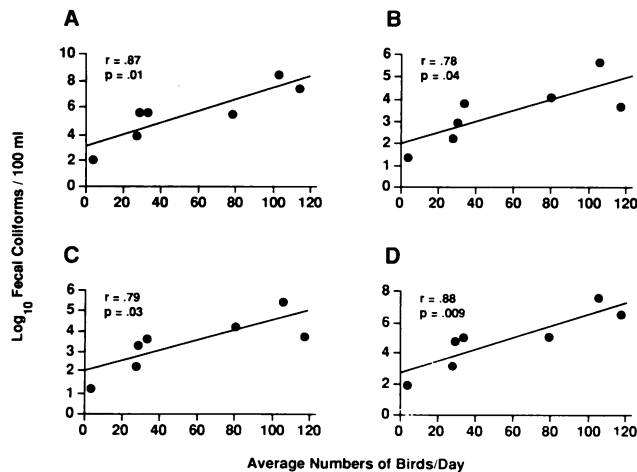 A
r = .87
p = .01
10
8
6
4
2
0
0 20 40 60 80 100 120
B
r = .78
p = .04
6
5
4
3
2
1
0
0 20 40 60 80 100 120
C
r = .79
p = .03
6
5
4
3
2
1
0
0 20 40 60 80 100 120
D
r = .88
p = .009
8
6
4
2
0
0 20 40 60 80 100 120
Log10 Fecal Coliforms / 100 ml
Average Numbers of Birds/Day